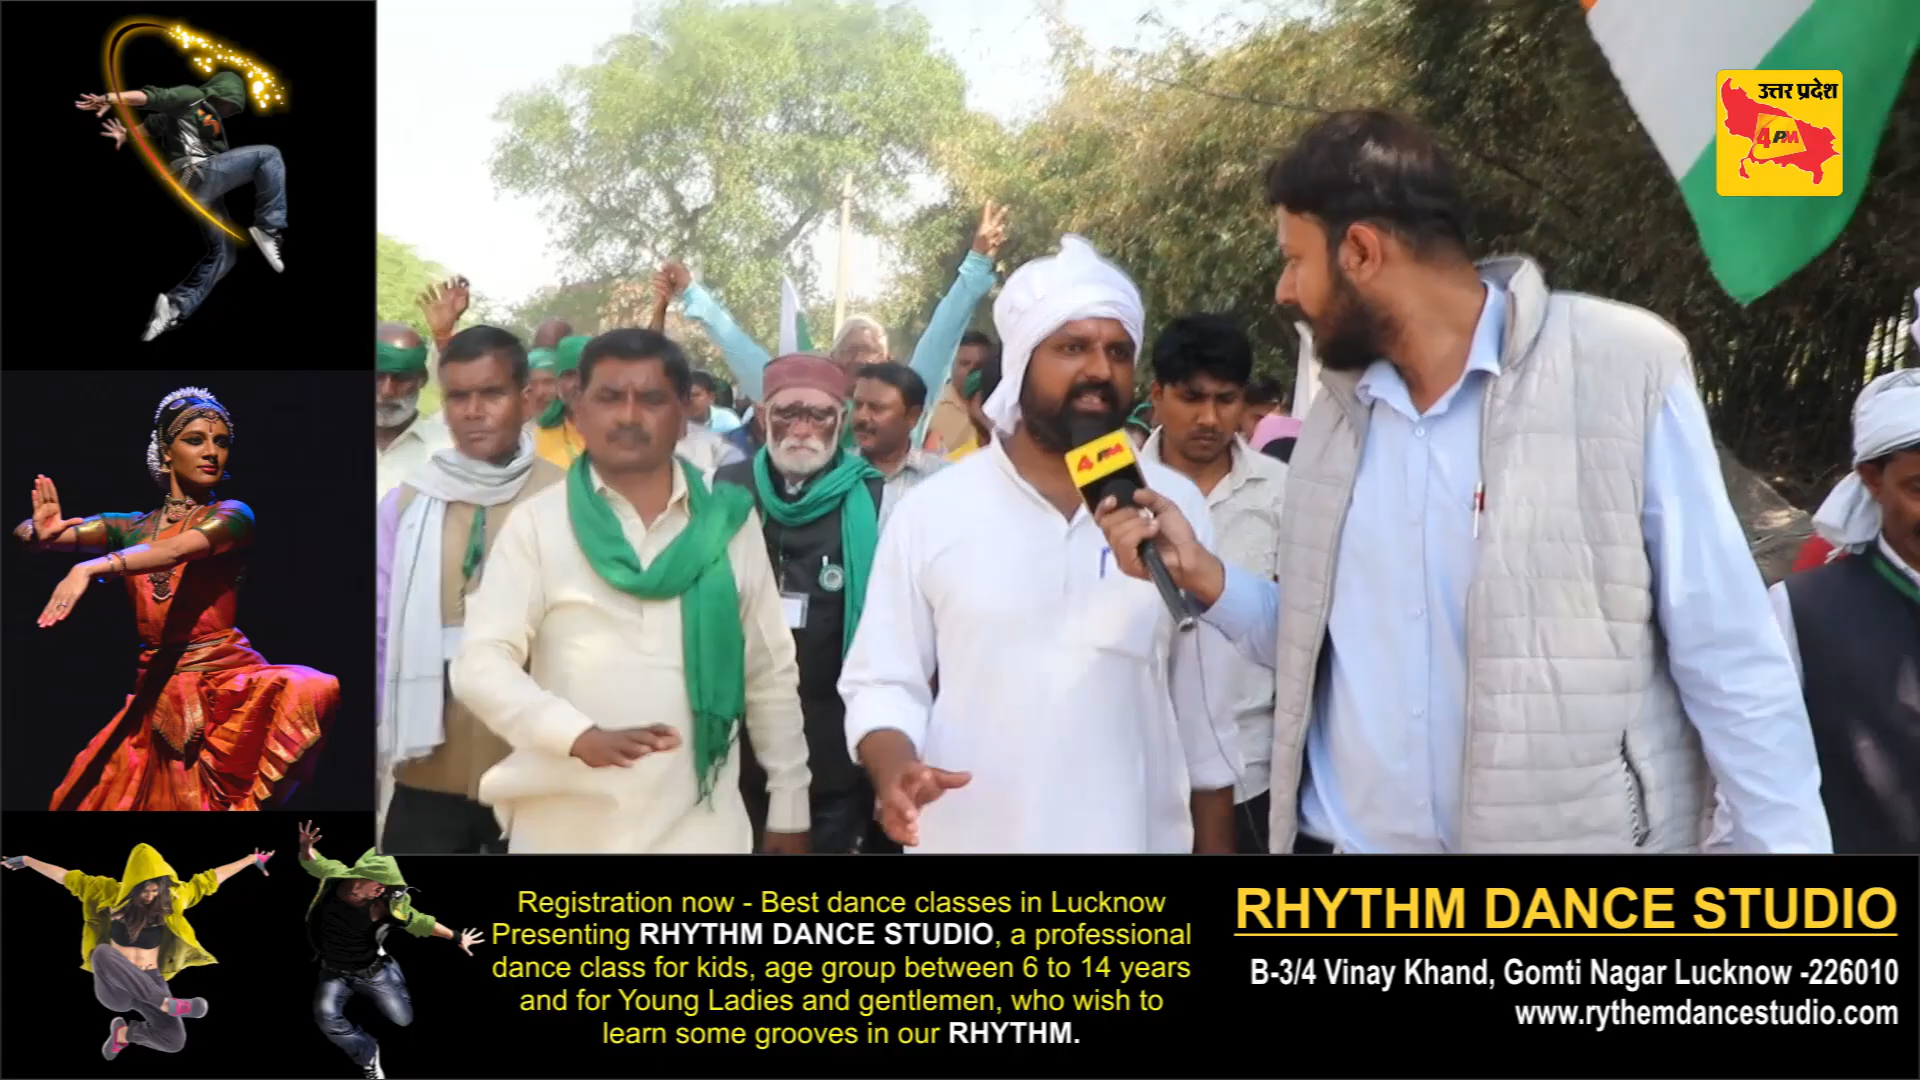 उत्तर प्रदेश
4PM
4PM
Registration now - Best dance classes in Lucknow
Presenting RHYTHM DANCE STUDIO, a professional
dance class for kids, age group between 6 to 14 years
and for Young Ladies and gentlemen, who wish to
learn some grooves in our RHYTHM.
RHYTHM DANCE STUDIO
B-3/4 Vinay Khand, Gomti Nagar Lucknow -226010
www.rythemdancestudio.com